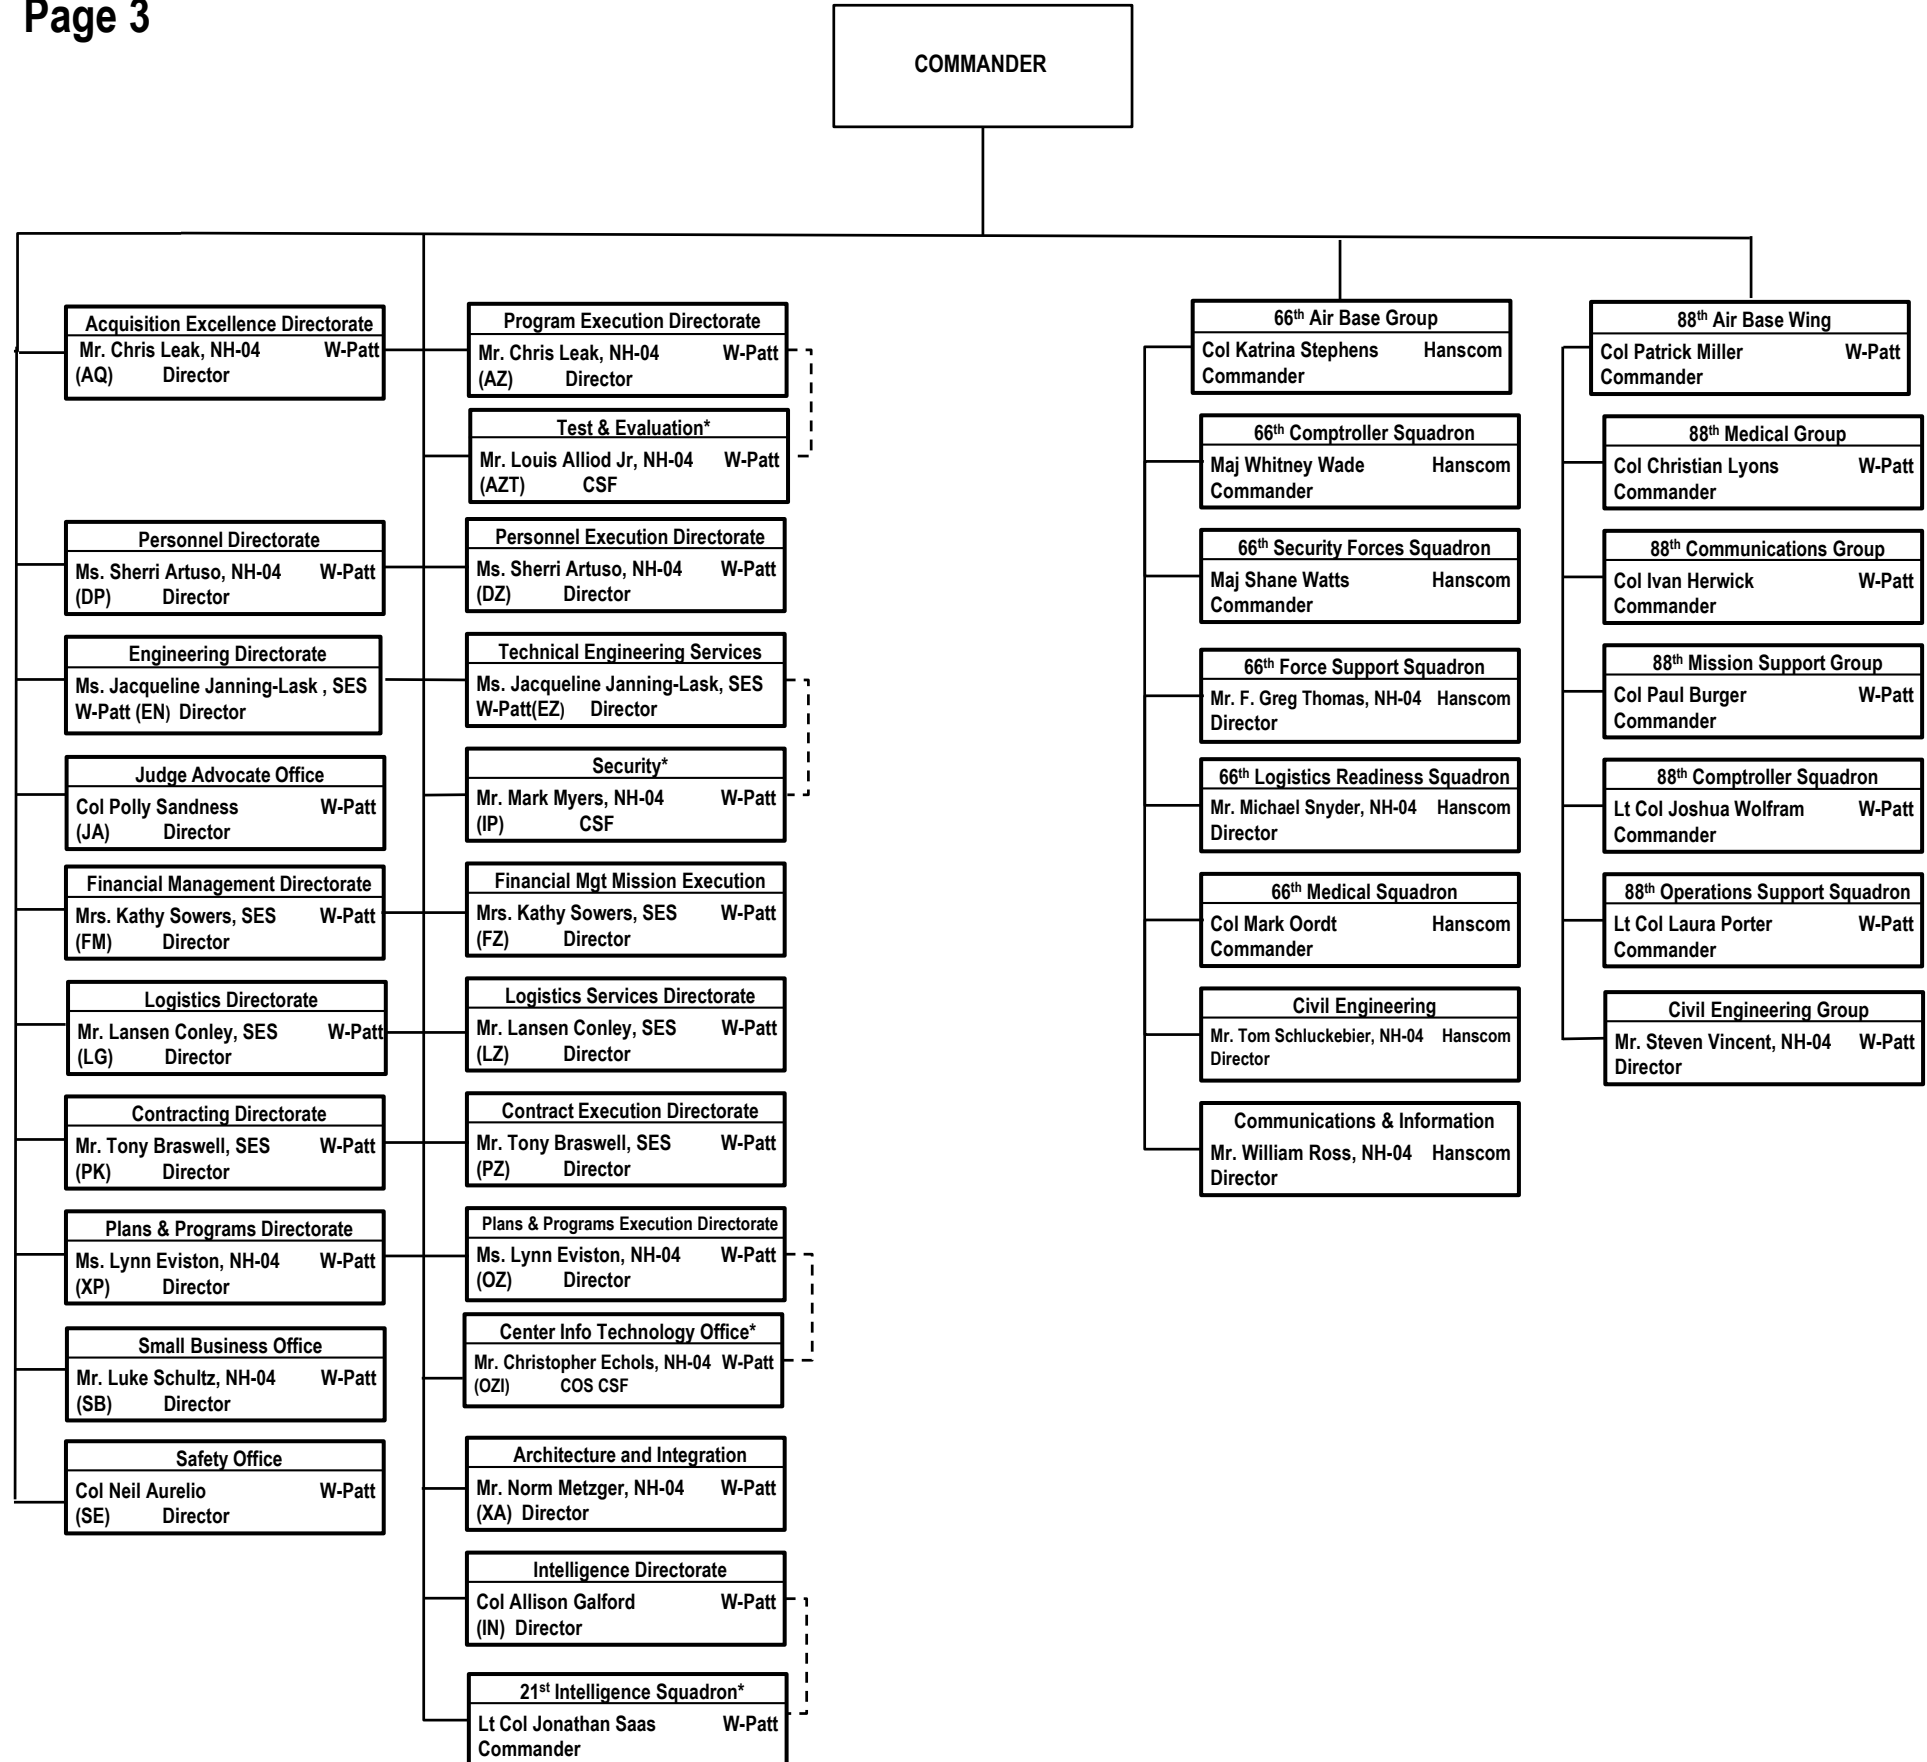 Page 3
COMMANDER
Acquisition Excellence Directorate
Mr. Chris Leak, NH-04 W-Patt
(AQ) Director
Personnel Directorate
Ms. Sherri Artuso, NH-04 W-Patt
(DP) Director
Engineering Directorate
Ms. Jacqueline Janning-Lask , SES
W-Patt (EN) Director
Judge Advocate Office
Col Polly Sandness W-Patt
(JA) Director
Financial Management Directorate
Mrs. Kathy Sowers, SES W-Patt
(FM) Director
Logistics Directorate
Mr. Lansen Conley, SES W-Patt
(LG) Director
Contracting Directorate
Mr. Tony Braswell, SES W-Patt
(PK) Director
Plans & Programs Directorate
Ms. Lynn Eviston, NH-04 W-Patt
(XP) Director
Small Business Office
Mr. Luke Schultz, NH-04 W-Patt
(SB) Director
Safety Office
Col Neil Aurelio W-Patt
(SE) Director
Program Execution Directorate
Mr. Chris Leak, NH-04 W-Patt
(AZ) Director
Test & Evaluation*
Mr. Louis Alliod Jr, NH-04 W-Patt
(AZT) CSF
Personnel Execution Directorate
Ms. Sherri Artuso, NH-04 W-Patt
(DZ) Director
Technical Engineering Services
Ms. Jacqueline Janning-Lask, SES
W-Patt(EZ) Director
Security*
Mr. Mark Myers, NH-04 W-Patt
(IP) CSF
Financial Mgt Mission Execution
Mrs. Kathy Sowers, SES W-Patt
(FZ) Director
Logistics Services Directorate
Mr. Lansen Conley, SES W-Patt
(LZ) Director
Contract Execution Directorate
Mr. Tony Braswell, SES W-Patt
(PZ) Director
Plans & Programs Execution Directorate
Ms. Lynn Eviston, NH-04 W-Patt
(OZ) Director
Center Info Technology Office*
Mr. Christopher Echols, NH-04 W-Patt
(OZI) COS CSF
Architecture and Integration
Mr. Norm Metzger, NH-04 W-Patt
(XA) Director
Intelligence Directorate
Col Allison Galford W-Patt
(IN) Director
21st Intelligence Squadron*
Lt Col Jonathan Saas W-Patt
Commander
66th Air Base Group
Col Katrina Stephens Hanscom
Commander
66th Comptroller Squadron
Maj Whitney Wade Hanscom
Commander
66th Security Forces Squadron
Maj Shane Watts Hanscom
Commander
66th Force Support Squadron
Mr. F. Greg Thomas, NH-04 Hanscom
Director
66th Logistics Readiness Squadron
Mr. Michael Snyder, NH-04 Hanscom
Director
66th Medical Squadron
Col Mark Oordt Hanscom
Commander
Civil Engineering
Mr. Tom Schluckebier, NH-04 Hanscom
Director
Communications & Information
Mr. William Ross, NH-04 Hanscom
Director
88th Air Base Wing
Col Patrick Miller W-Patt
Commander
88th Medical Group
Col Christian Lyons W-Patt
Commander
88th Communications Group
Col Ivan Herwick W-Patt
Commander
88th Mission Support Group
Col Paul Burger W-Patt
Commander
88th Comptroller Squadron
Lt Col Joshua Wolfram W-Patt
Commander
88th Operations Support Squadron
Lt Col Laura Porter W-Patt
Commander
Civil Engineering Group
Mr. Steven Vincent, NH-04 W-Patt
Director